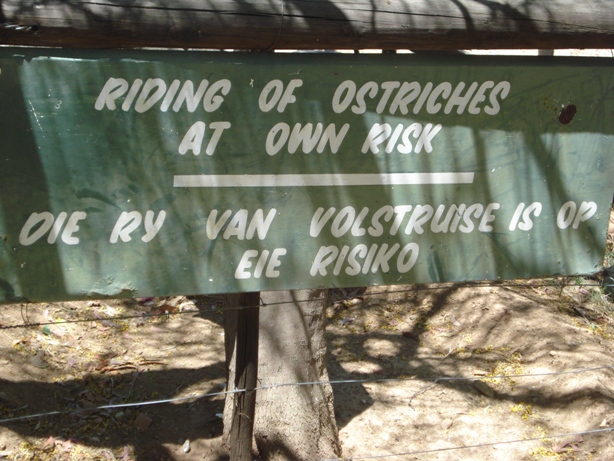 RIDING OF OSTRICHES
AT OWN RISK
DIE RY VAN VOLSTRUISE IS OP
EIE RISIKO